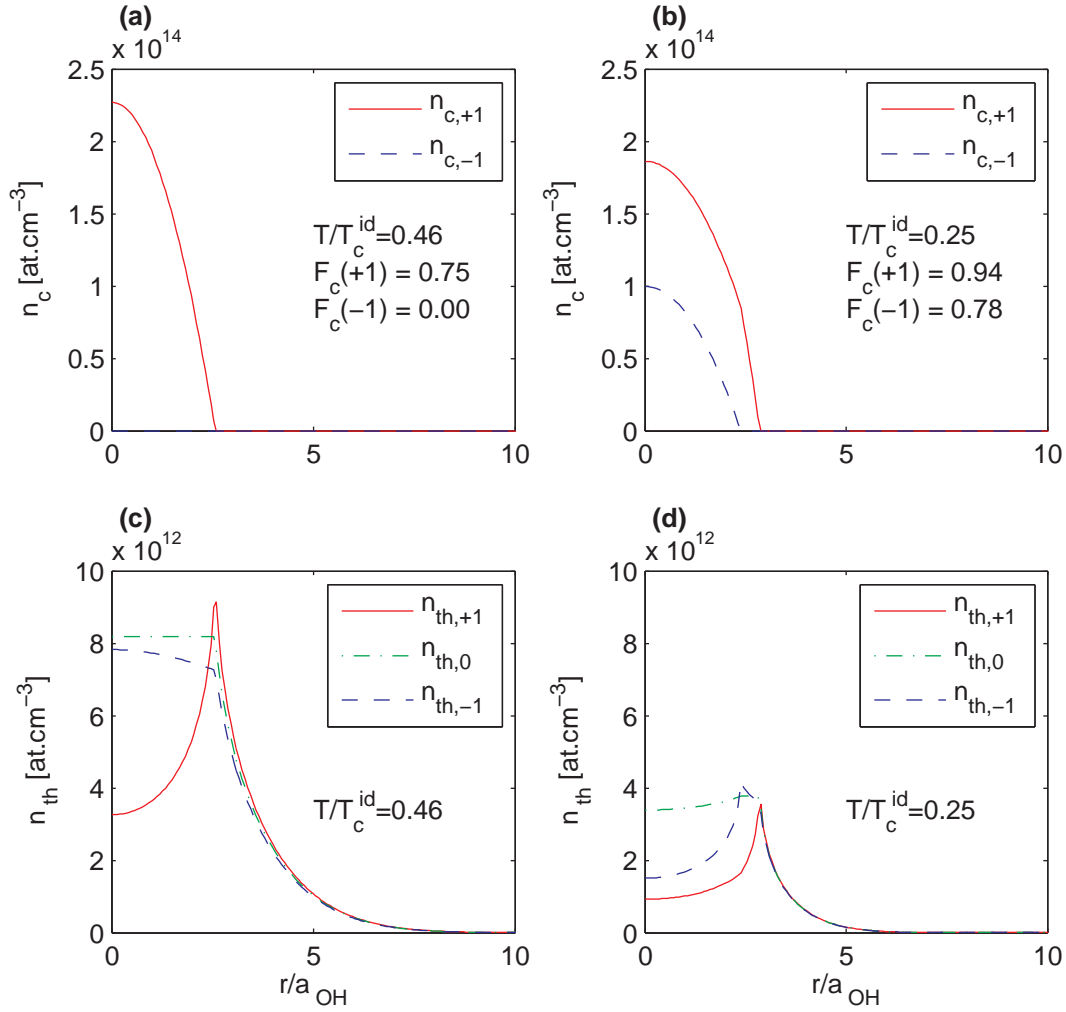 (a)
x 10^14
2.5
2
1.5
1
0.5
0
0 5 10
n_c [at.cm^−3]
n_c,+1
n_c,−1
T/T_c^id=0.46
F_c(+1) = 0.75
F_c(−1) = 0.00
(b)
x 10^14
2.5
2
1.5
1
0.5
0
0 5 10
n_c [at.cm^−3]
n_c,+1
n_c,−1
T/T_c^id=0.25
F_c(+1) = 0.94
F_c(−1) = 0.78
(c)
x 10^12
10
8
6
4
2
0
0 5 10
n_th [at.cm^−3]
r/a_OH
n_th,+1
n_th,0
n_th,−1
T/T_c^id=0.46
(d)
x 10^12
10
8
6
4
2
0
0 5 10
n_th [at.cm^−3]
r/a_OH
n_th,+1
n_th,0
n_th,−1
T/T_c^id=0.25